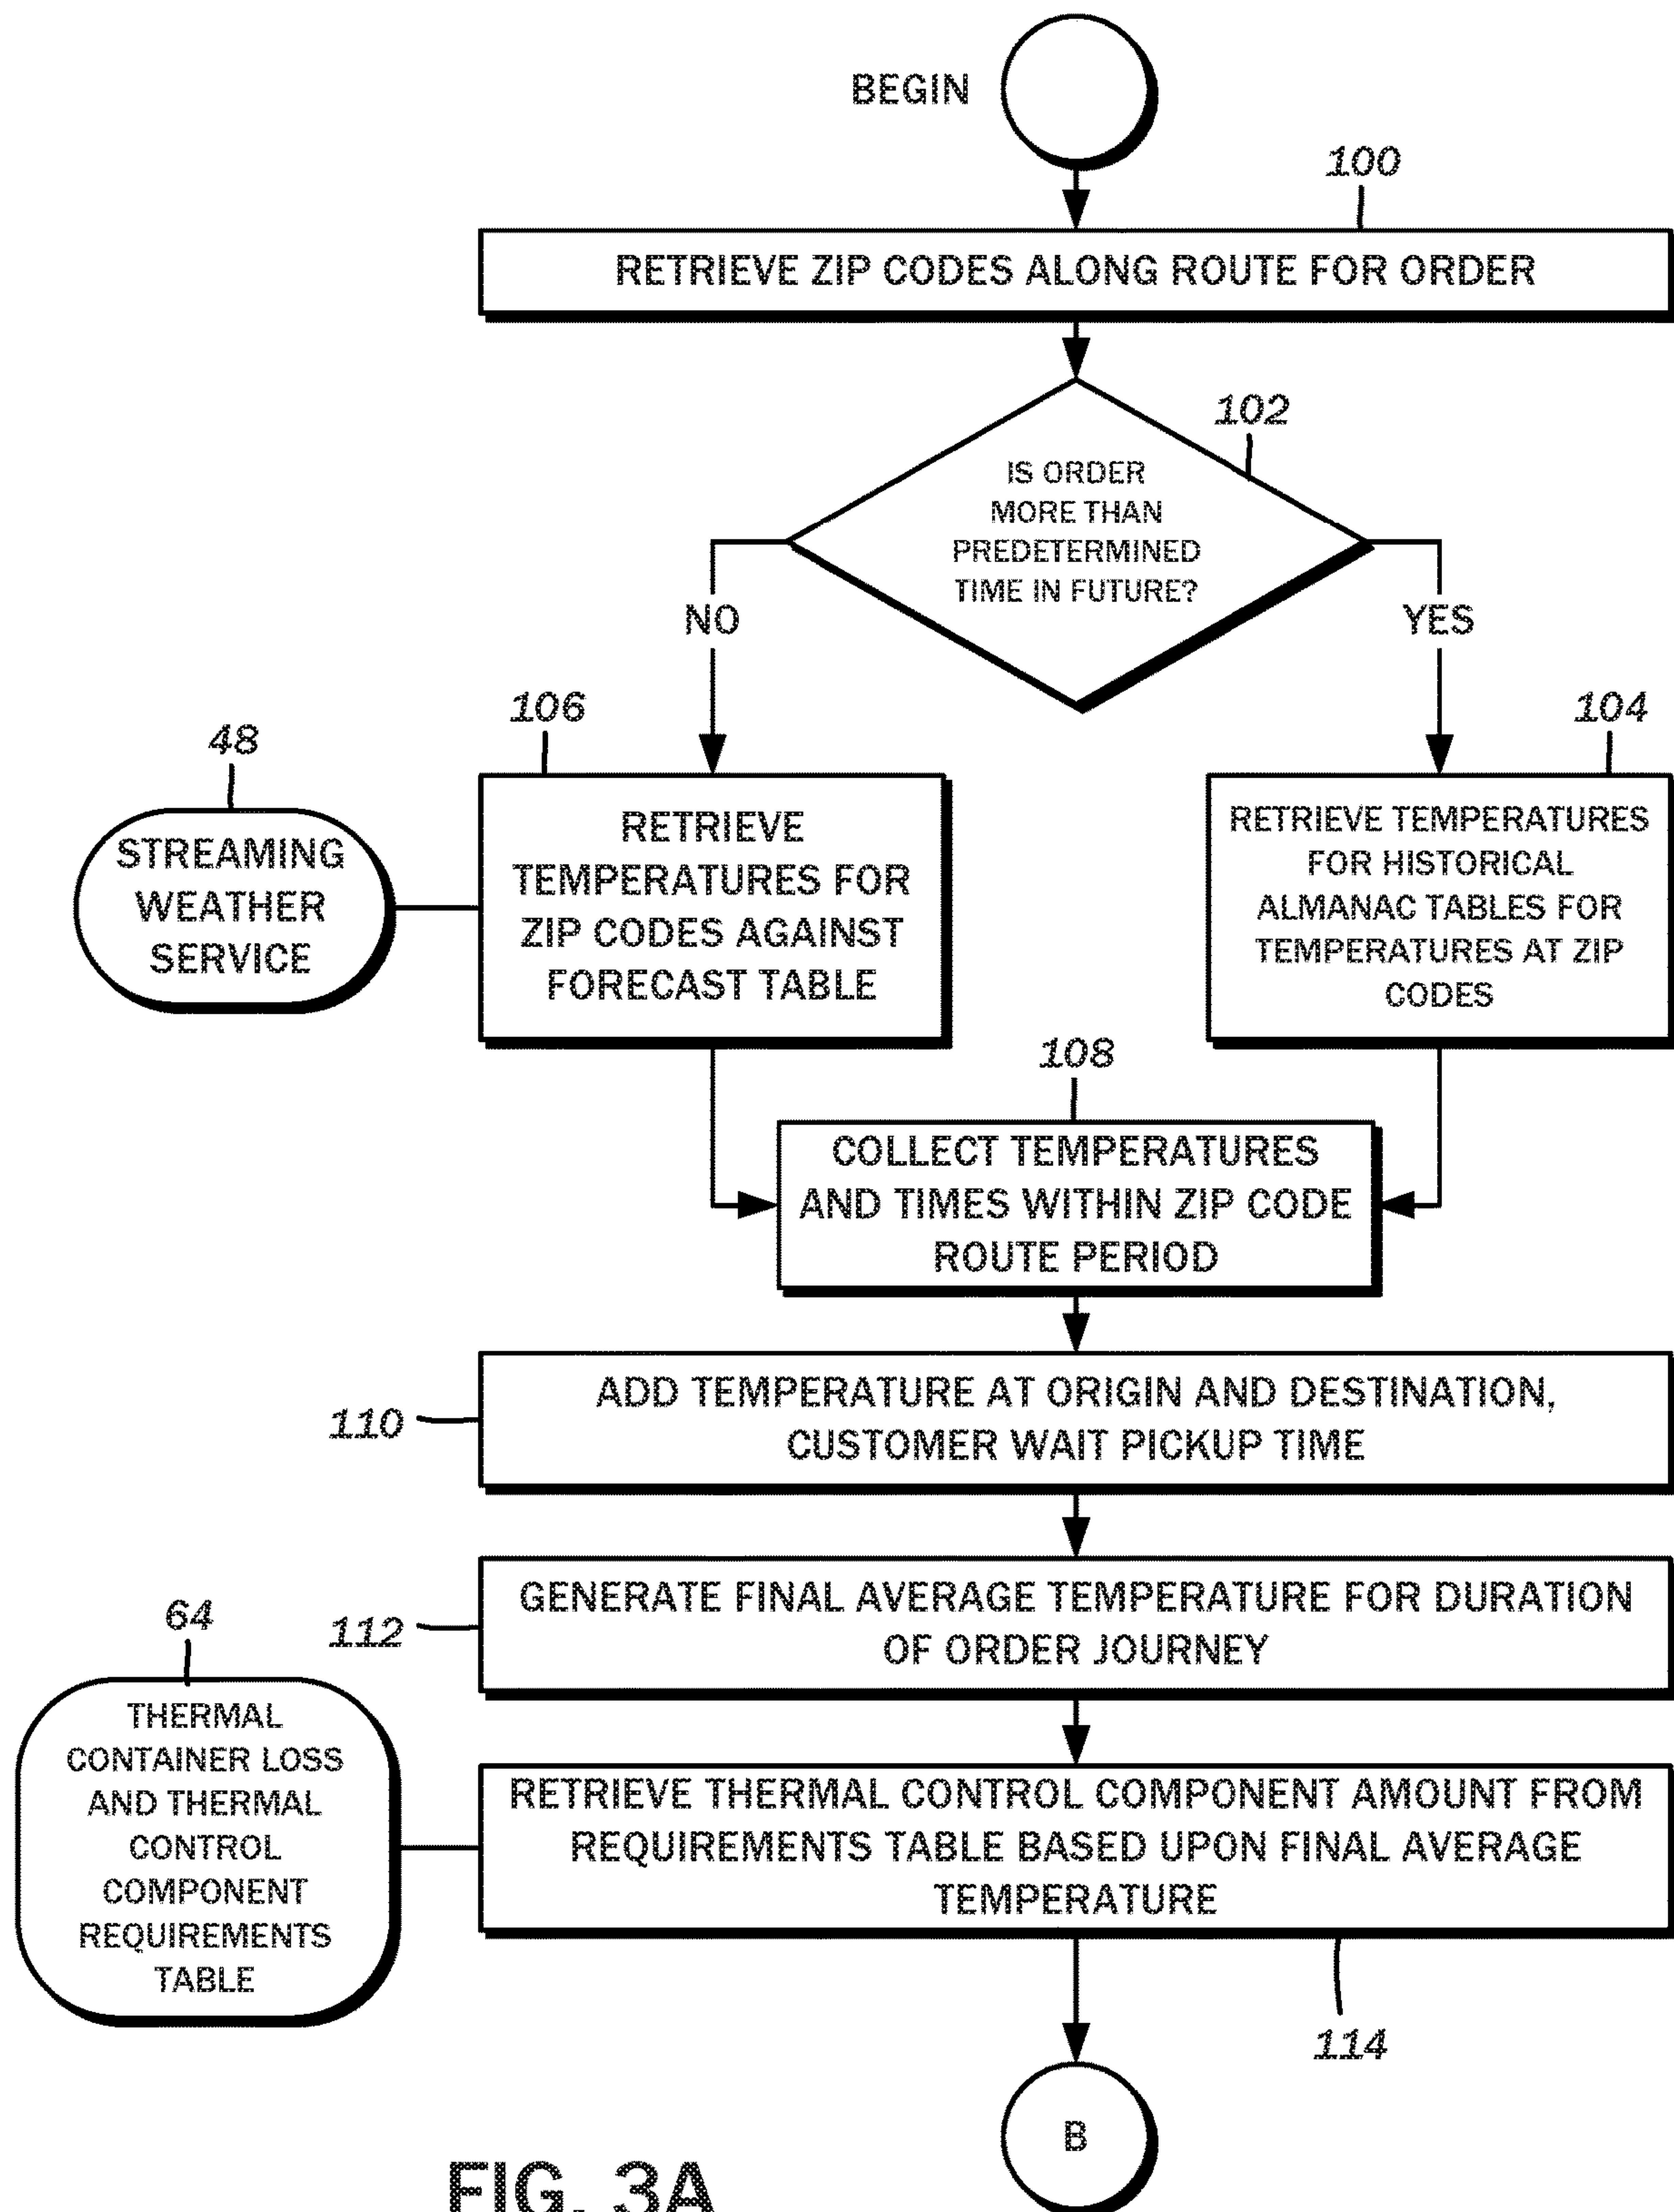 BEGIN
100
RETRIEVE ZIP CODES ALONG ROUTE FOR ORDER
102
IS ORDER
MORE THAN
PREDETERMINED
TIME IN FUTURE?
NO
YES
106
104
48
STREAMING
WEATHER
SERVICE
RETRIEVE
TEMPERATURES FOR
ZIP CODES AGAINST
FORECAST TABLE
RETRIEVE TEMPERATURES
FOR HISTORICAL
ALMANAC TABLES FOR
TEMPERATURES AT ZIP
CODES
108
COLLECT TEMPERATURES
AND TIMES WITHIN ZIP CODE
ROUTE PERIOD
110
ADD TEMPERATURE AT ORIGIN AND DESTINATION,
CUSTOMER WAIT PICKUP TIME
112
GENERATE FINAL AVERAGE TEMPERATURE FOR DURATION
OF ORDER JOURNEY
64
THERMAL
CONTAINER LOSS
AND THERMAL
CONTROL
COMPONENT
REQUIREMENTS
TABLE
RETRIEVE THERMAL CONTROL COMPONENT AMOUNT FROM
REQUIREMENTS TABLE BASED UPON FINAL AVERAGE
TEMPERATURE
114
B
FIG. 3A